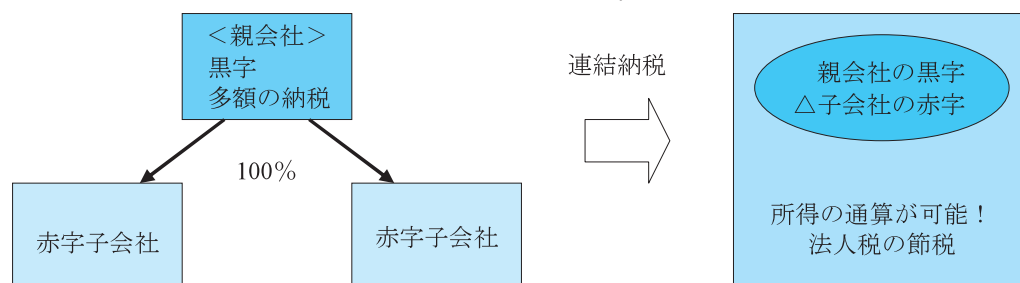 ＜親会社＞
黒字
多額の納税
100％
赤字子会社
赤字子会社
連結納税
親会社の黒字
△子会社の赤字
所得の通算が可能！
法人税の節税